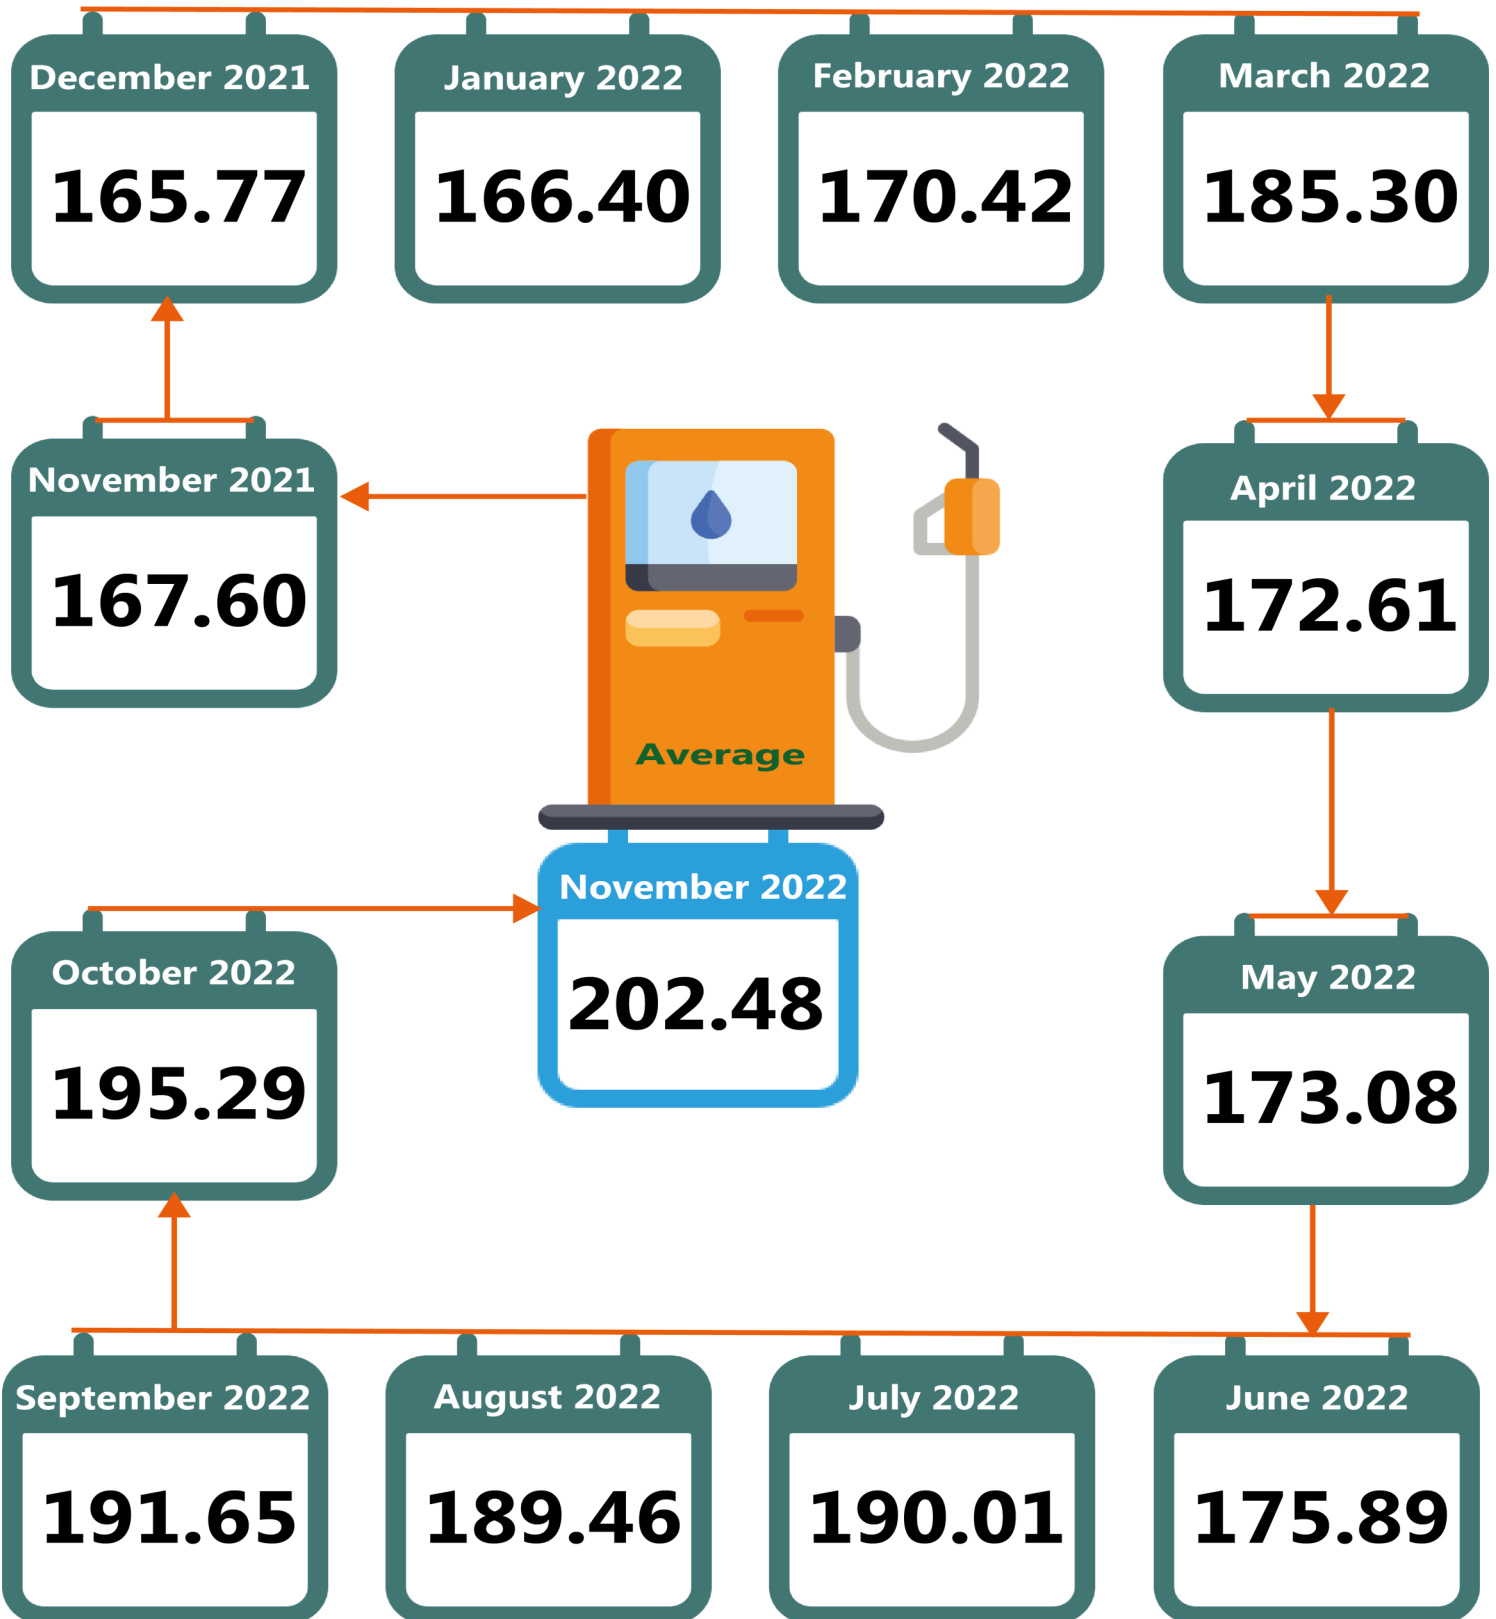 December 2021
165.77
January 2022
166.40
February 2022
170.42
March 2022
185.30
November 2021
167.60
Average
April 2022
172.61
October 2022
195.29
November 2022
202.48
May 2022
173.08
September 2022
191.65
August 2022
189.46
July 2022
190.01
June 2022
175.89